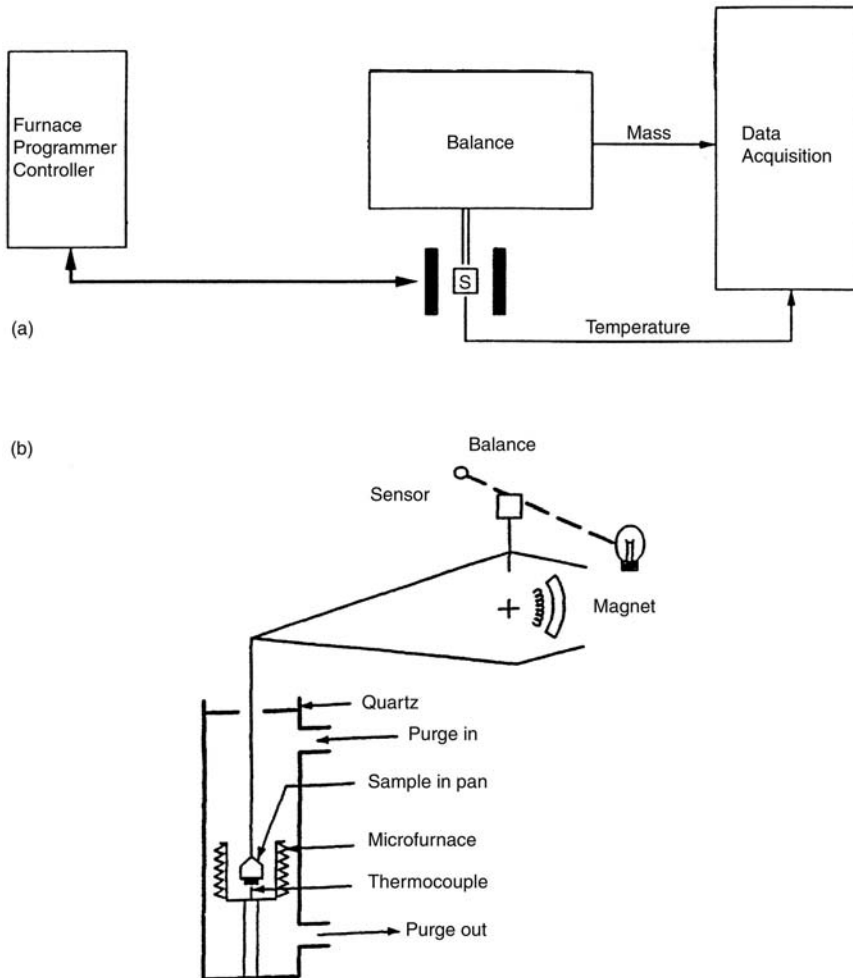 Furnace
Programmer
Controller
Balance
Mass
Data
Acquisition
S
Temperature
(a)
(b)
Balance
Sensor
Magnet
Quartz
Purge in
Sample in pan
Microfurnace
Thermocouple
Purge out